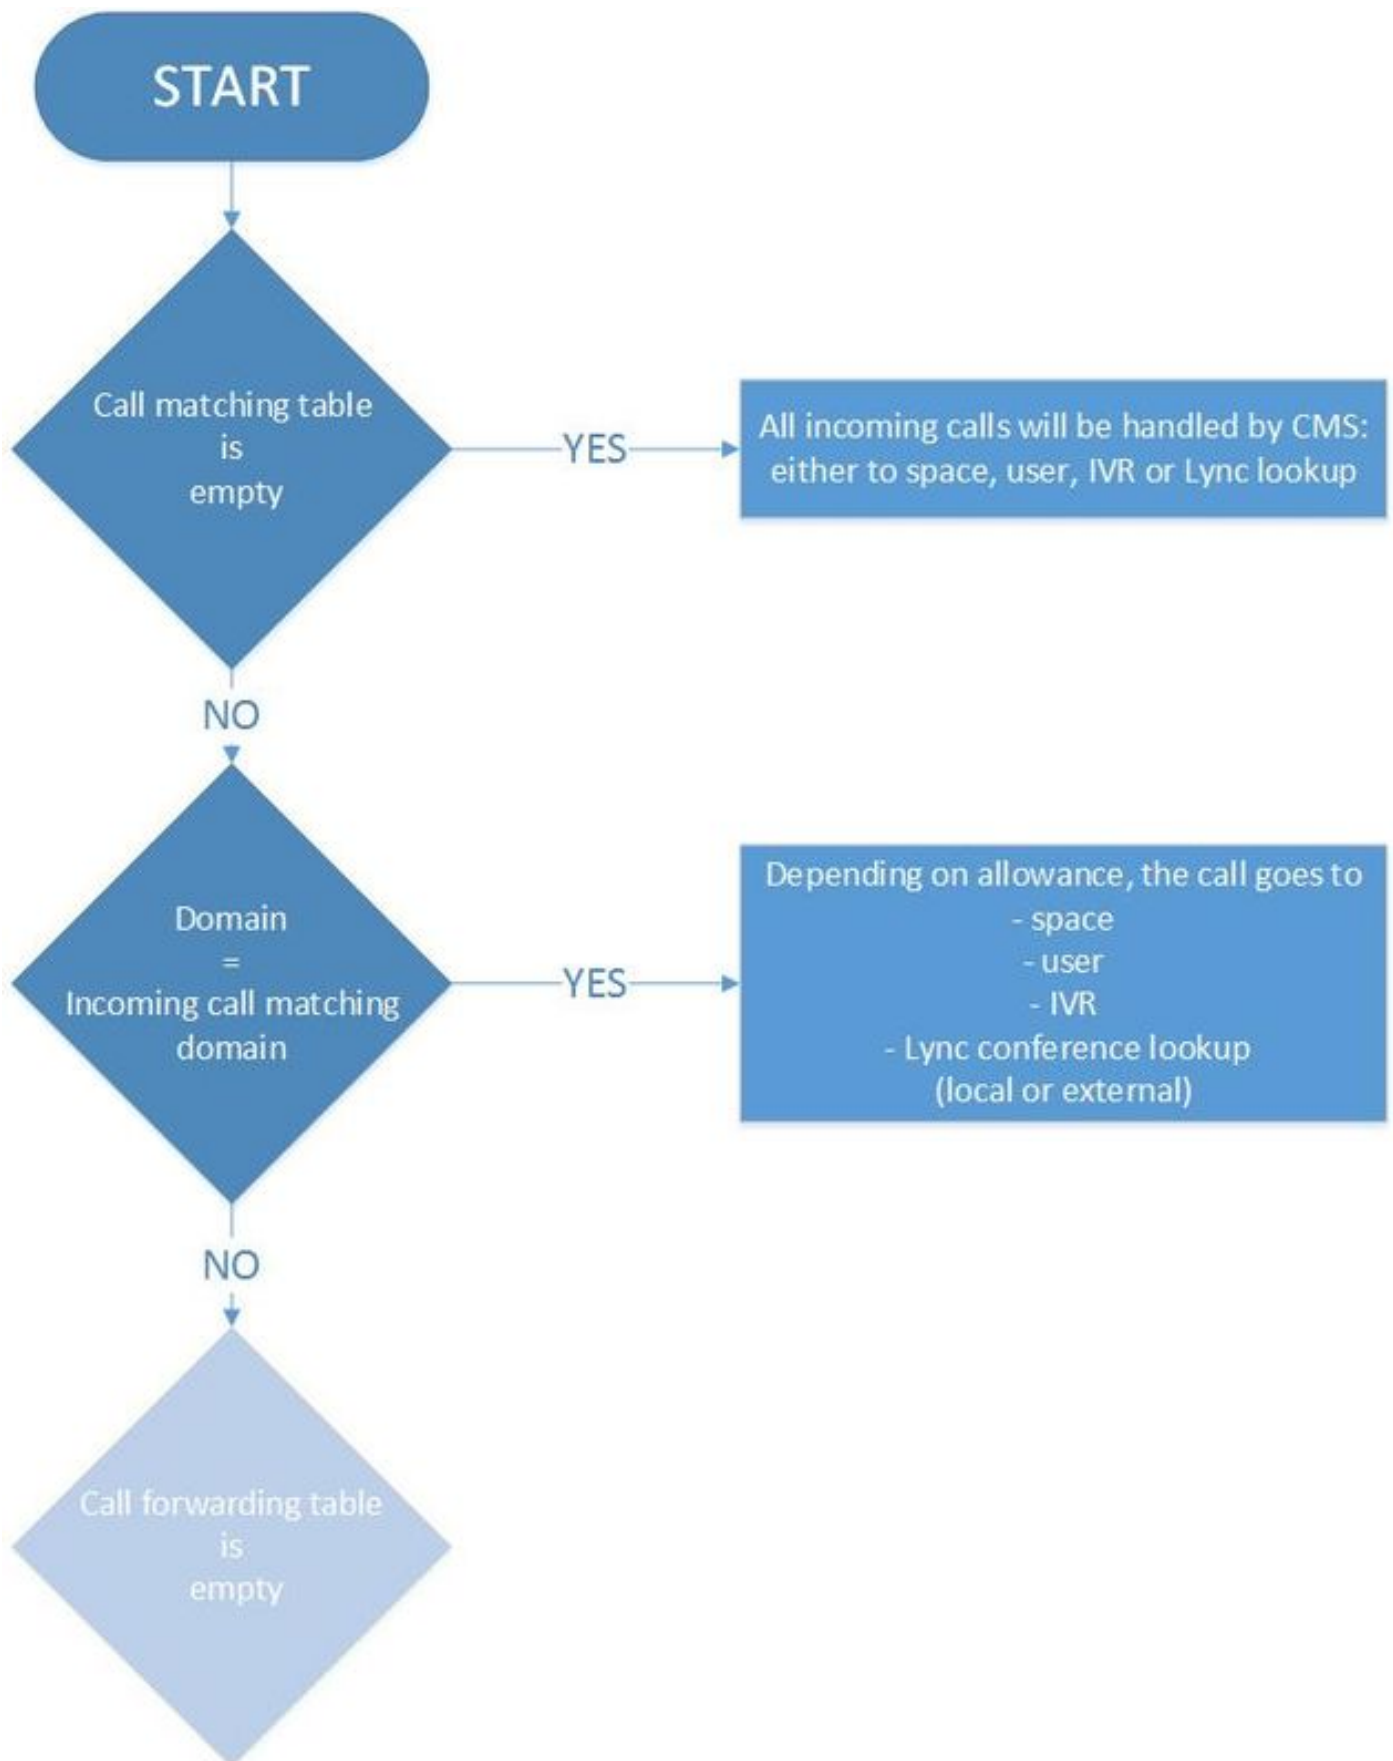 START
Call matching table
is
empty
YES
All incoming calls will be handled by CMS:
either to space, user, IVR or Lync lookup
NO
Domain
=
Incoming call matching
domain
YES
Depending on allowance, the call goes to
- space
- user
- IVR
- Lync conference lookup
(local or external)
NO
Call forwarding table
is
empty